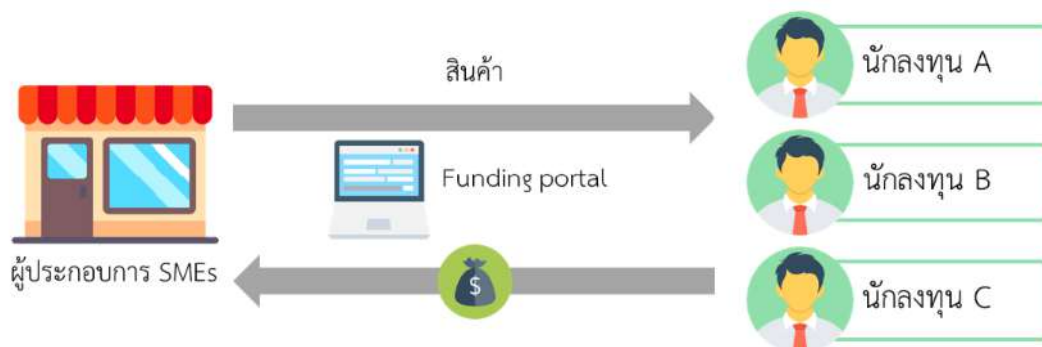 สินค้า
นักลงทุน A
Funding portal
นักลงทุน B
ผู้ประกอบการ SMEs
$
นักลงทุน C